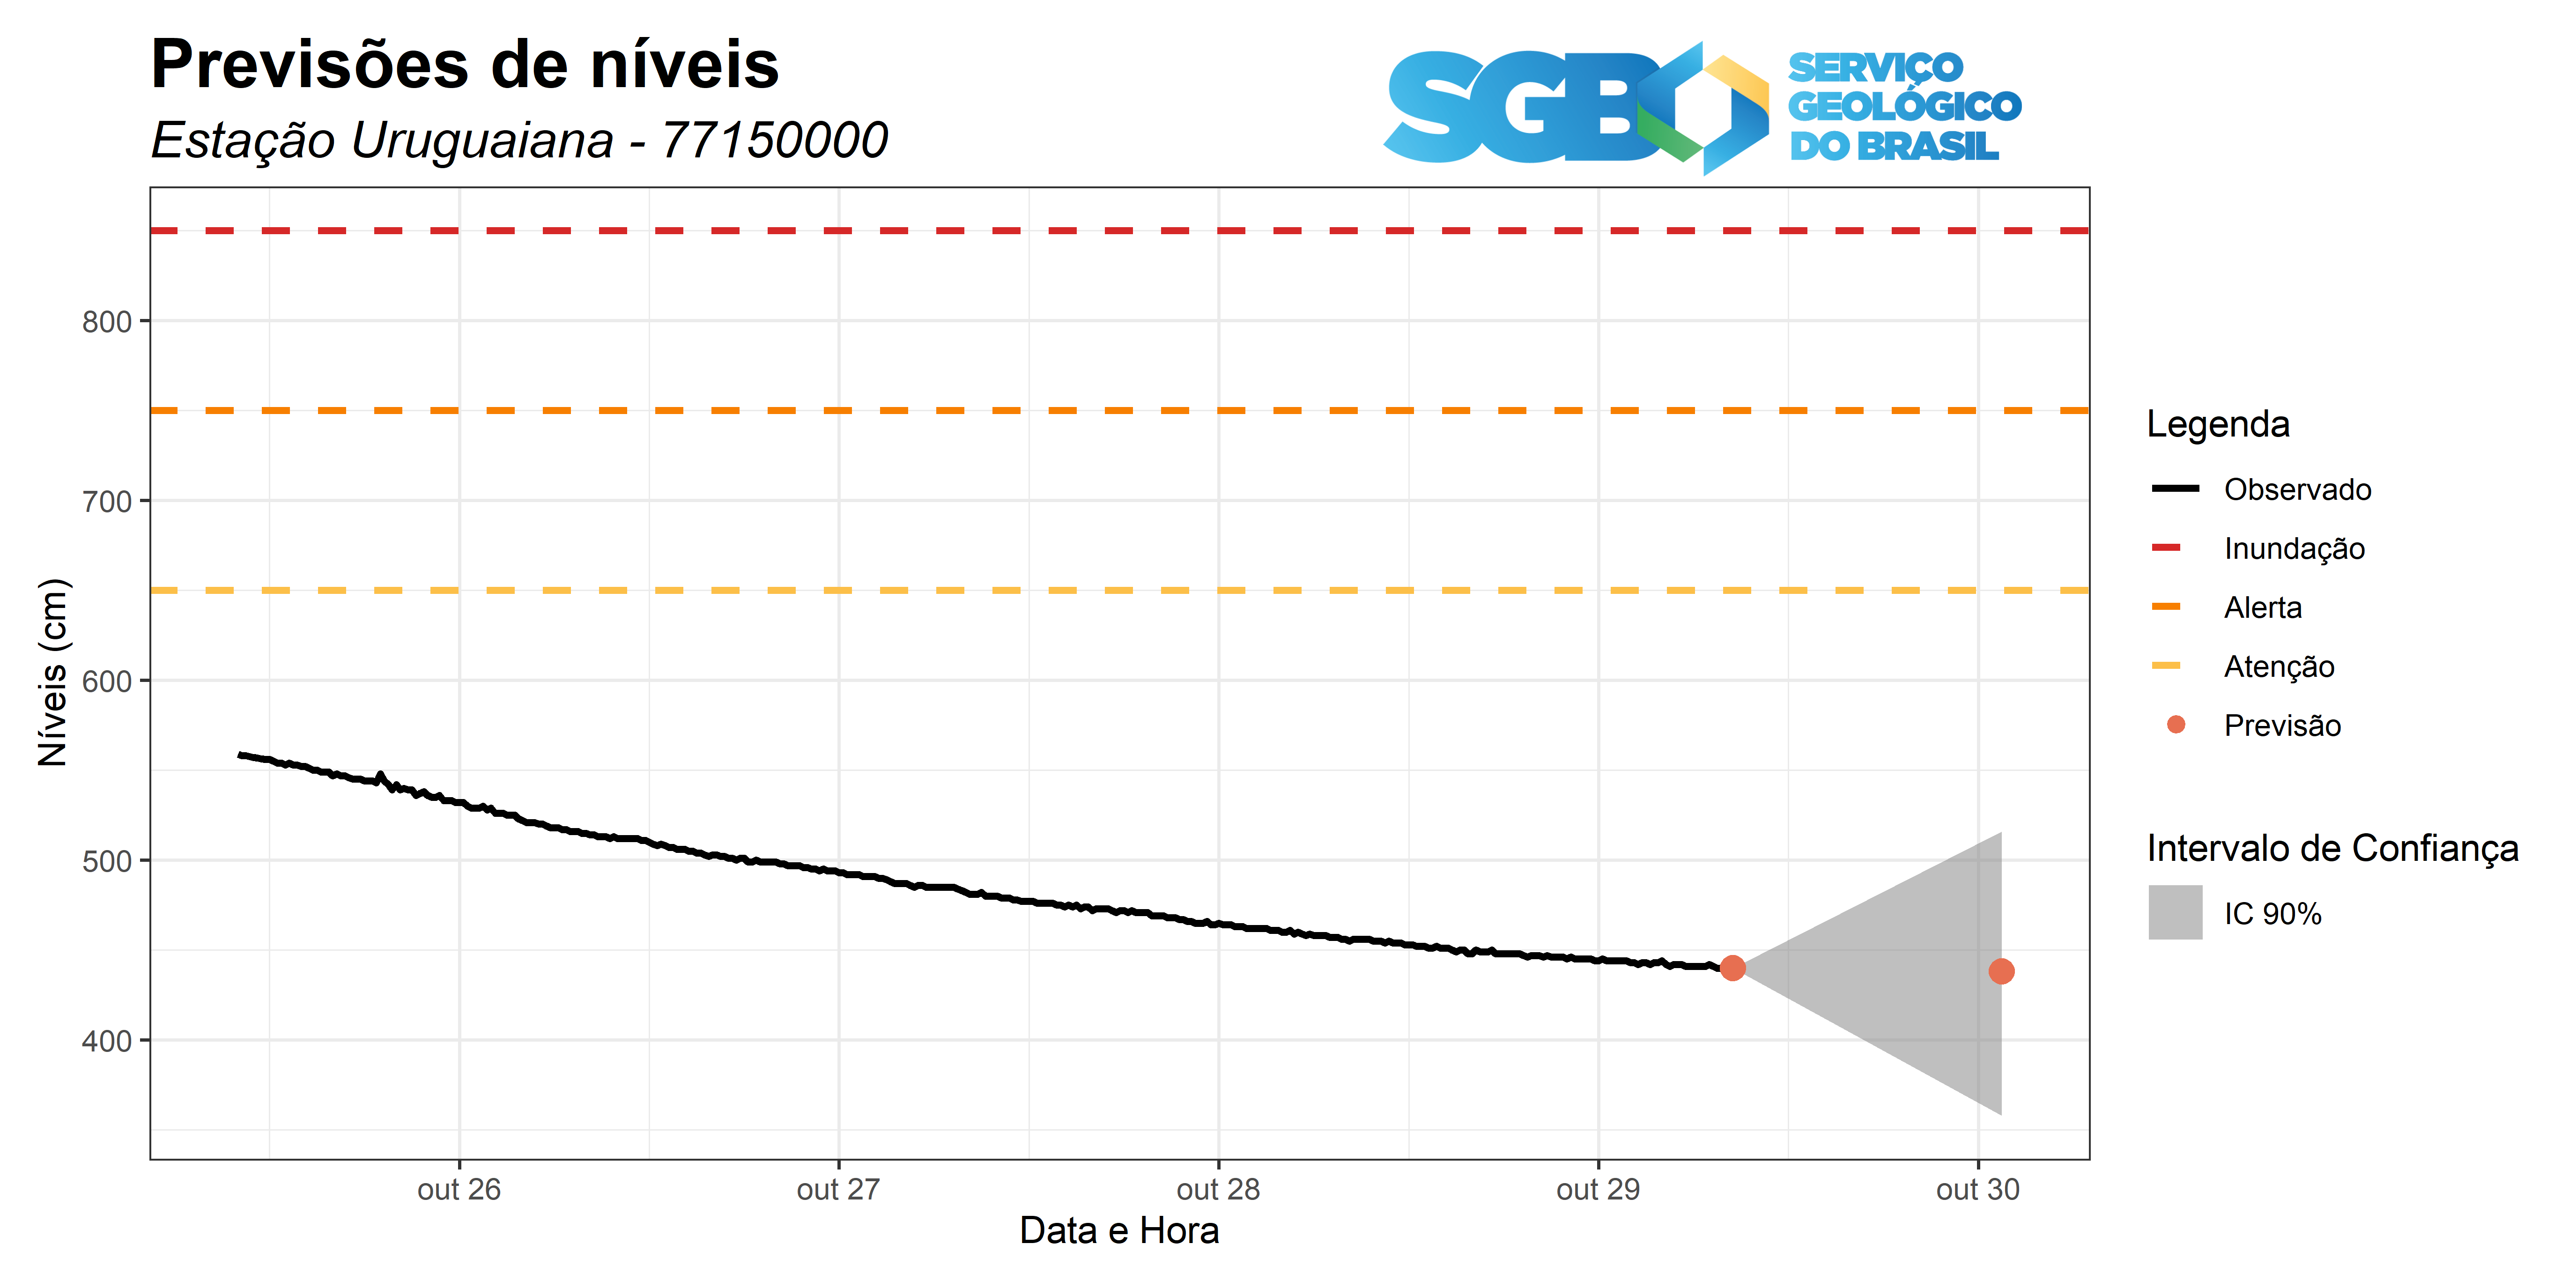 Previsões de níveis
Estação Uruguaiana - 77150000
SGB
SERVIÇO
GEOLÓGICO
DO BRASIL
Níveis (cm)
800
700
600
500
400
out 26
out 27
out 28
out 29
out 30
Data e Hora
Legenda
Observado
Inundação
Alerta
Atenção
Previsão
Intervalo de Confiança
IC 90%